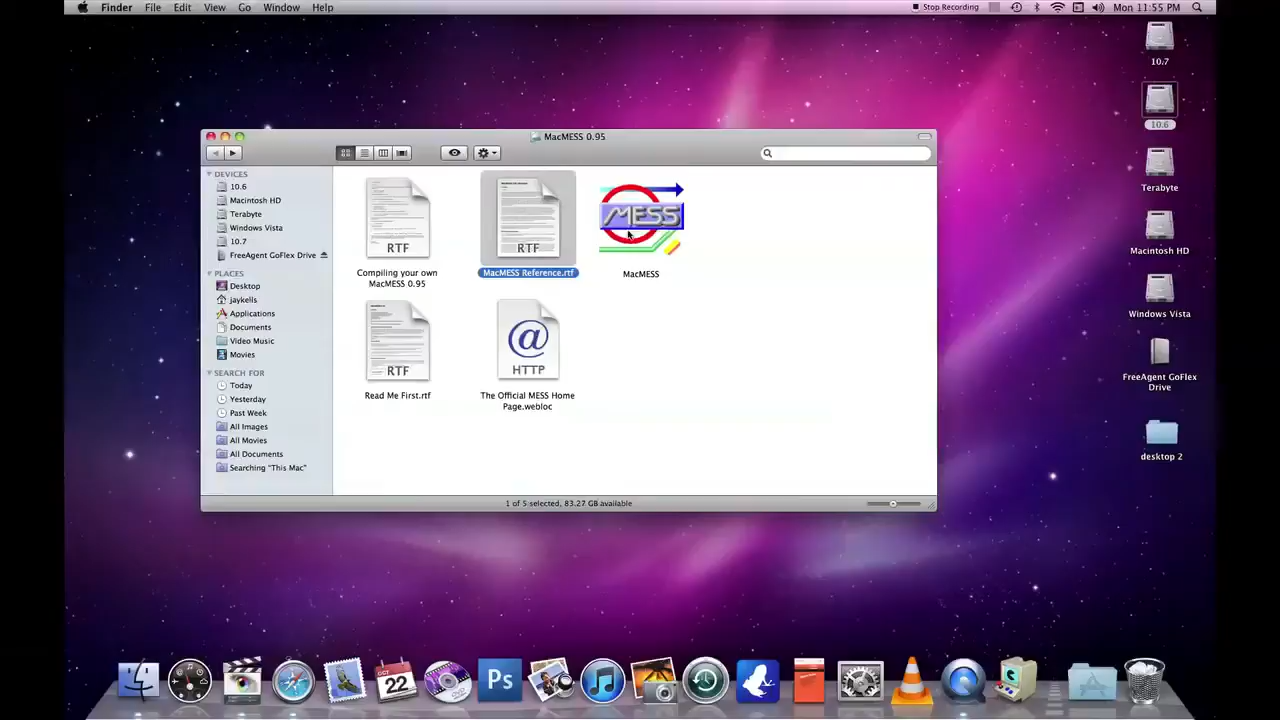 Finder File Edit View Go Window Help
Stop Recording
Mon 11:55 PM
10.7
10.6
Terabyte
Macintosh HD
Windows Vista
FreeAgent GoFlex
Drive
desktop 2
MacMESS 0.95
DEVICES
10.6
Macintosh HD
Terabyte
Windows Vista
10.7
FreeAgent GoFlex Drive
PLACES
Desktop
jaykells
Applications
Documents
Video Music
Movies
SEARCH FOR
Today
Yesterday
Past Week
All Images
All Movies
All Documents
Searching "This Mac"
RTF
Compiling your own
MacMESS 0.95
RTF
MacMESS Reference.rtf
MESS
MacMESS
RTF
Read Me First.rtf
@
HTTP
The Official MESS Home
Page.webloc
1 of 5 selected, 83.27 GB available
OCT
22
Ps